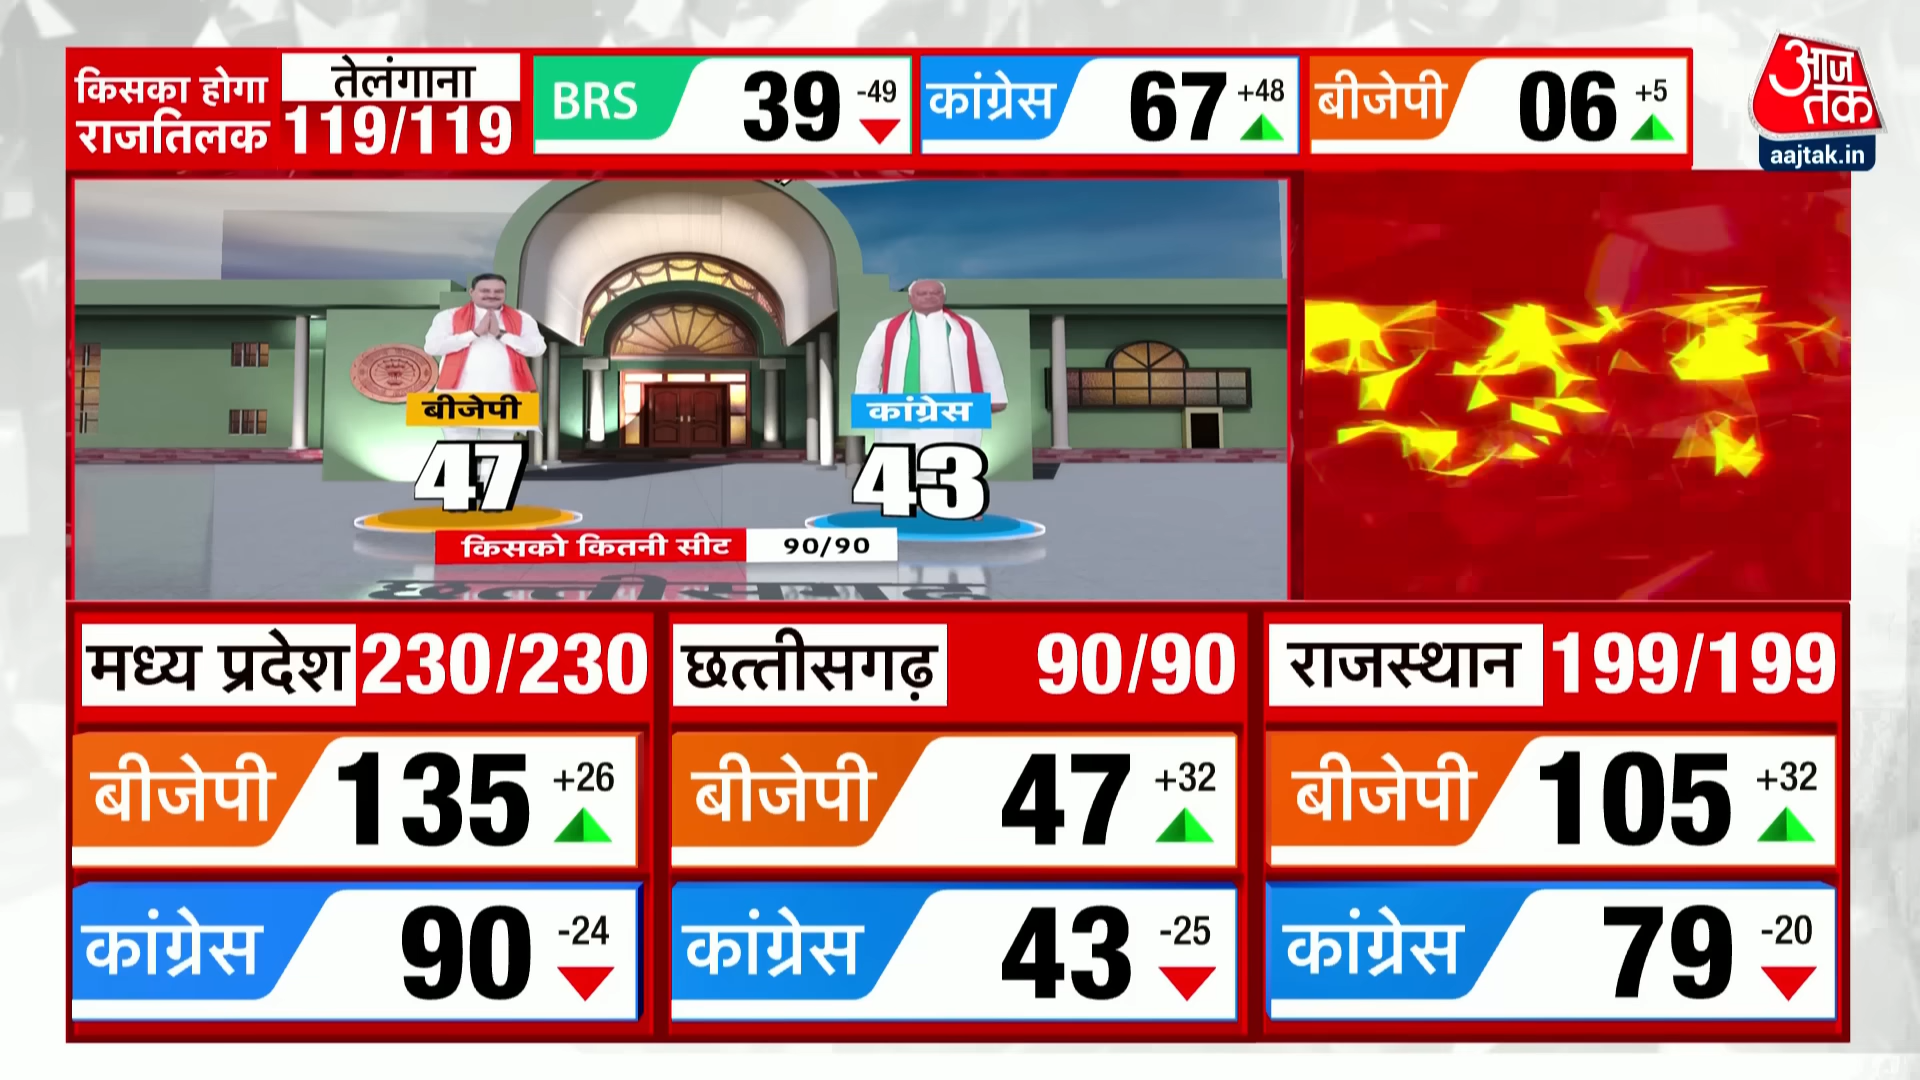 किसका होगा
राजतिलक
तेलंगाना
119/119
BRS 39 -49
कांग्रेस 67 +48
बीजेपी 06 +5
आज
तक
aajtak.in
बीजेपी
47
कांग्रेस
43
किसको कितनी सीट 90/90
छत्तीसगढ़
मध्य प्रदेश 230/230
बीजेपी 135 +26
कांग्रेस 90 -24
छत्तीसगढ़ 90/90
बीजेपी 47 +32
कांग्रेस 43 -25
राजस्थान 199/199
बीजेपी 105 +32
कांग्रेस 79 -20